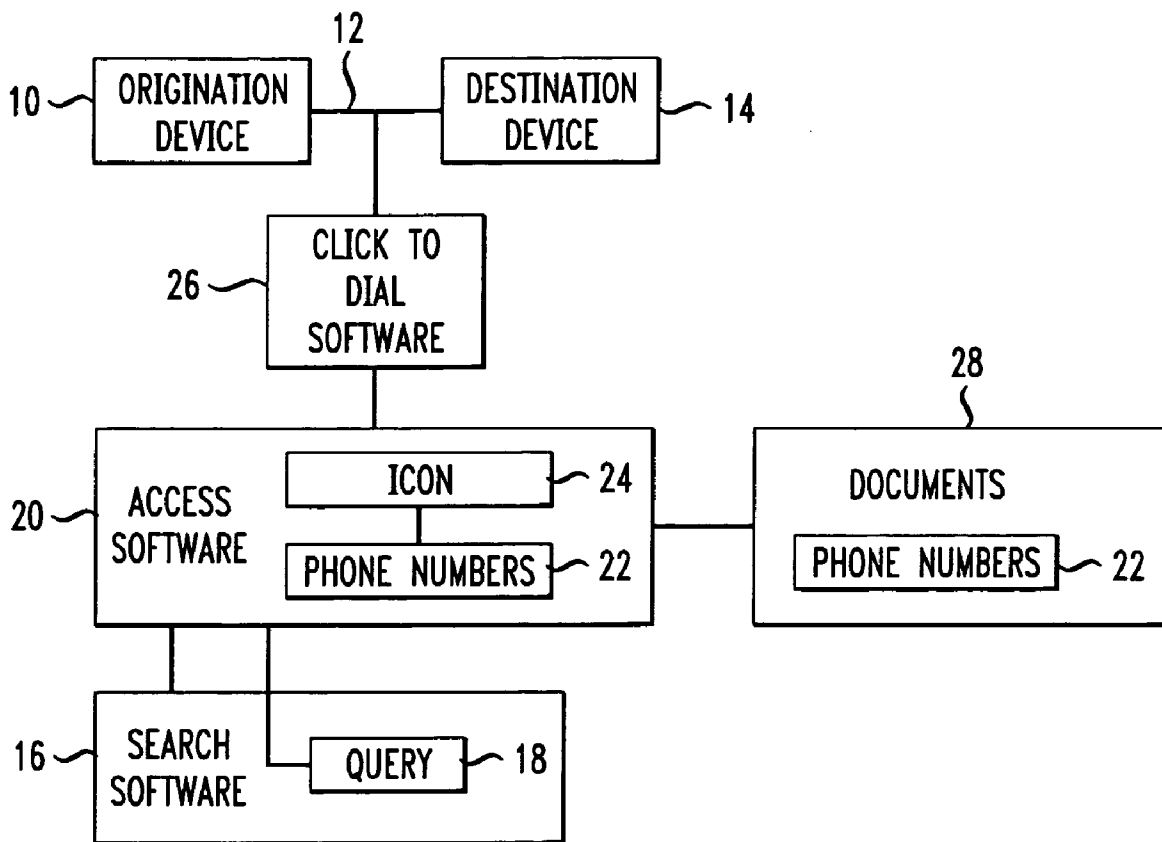 12
10
ORIGINATION
DEVICE
DESTINATION
DEVICE
14
26
CLICK TO
DIAL
SOFTWARE
28
20
ACCESS
SOFTWARE
ICON
24
PHONE NUMBERS
22
DOCUMENTS
PHONE NUMBERS
22
16
SEARCH
SOFTWARE
QUERY
18